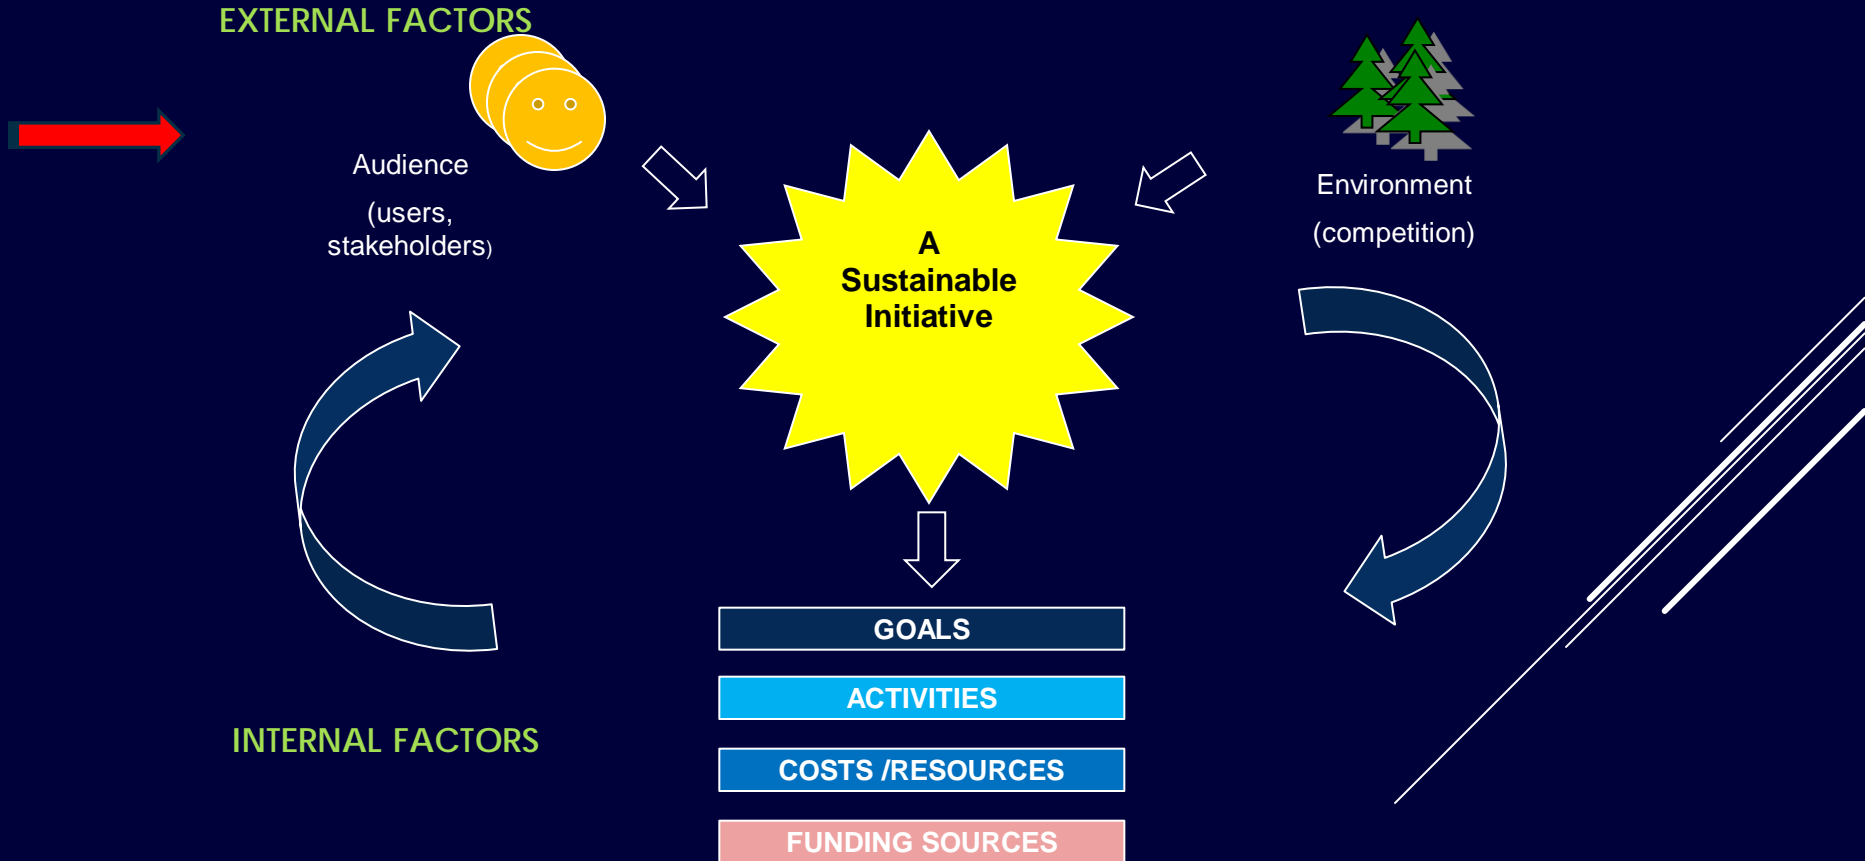 EXTERNAL FACTORS
Audience
(users,
stakeholders)
Environment
(competition)
A
Sustainable
Initiative
GOALS
ACTIVITIES
INTERNAL FACTORS
COSTS /RESOURCES
FUNDING SOURCES